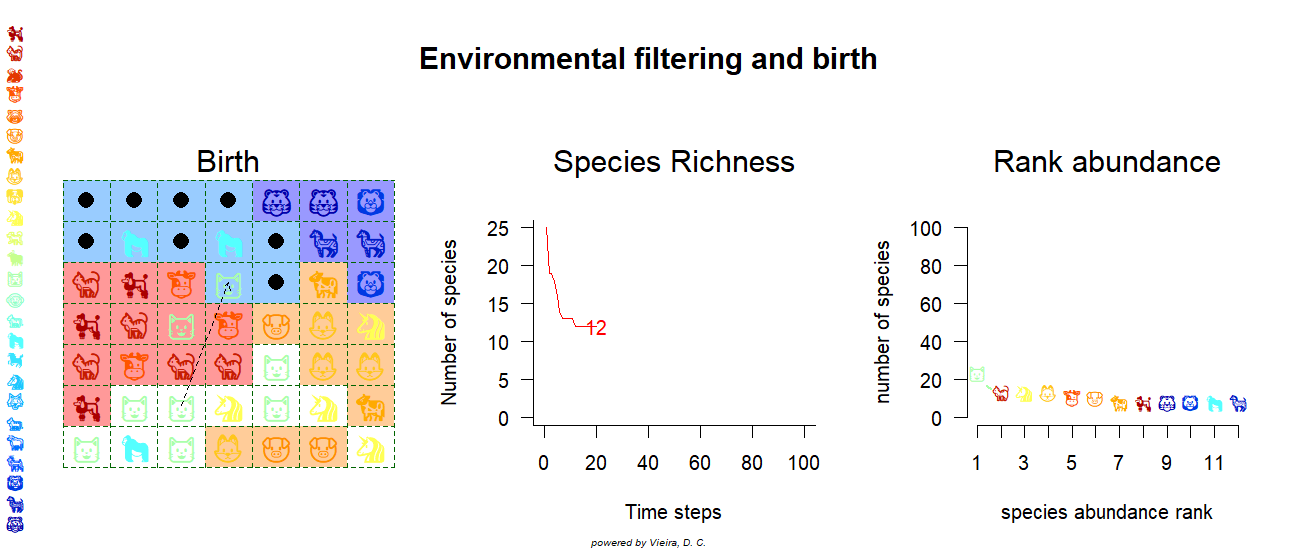 Environmental filtering and birth
Birth
Species Richness
Rank abundance
Number of species
25
20
15
10
5
0
12
0 20 40 60 80 100
Time steps
number of species
100
80
60
40
20
0
1 3 5 7 9 11
species abundance rank
powered by Vieira, D. C.